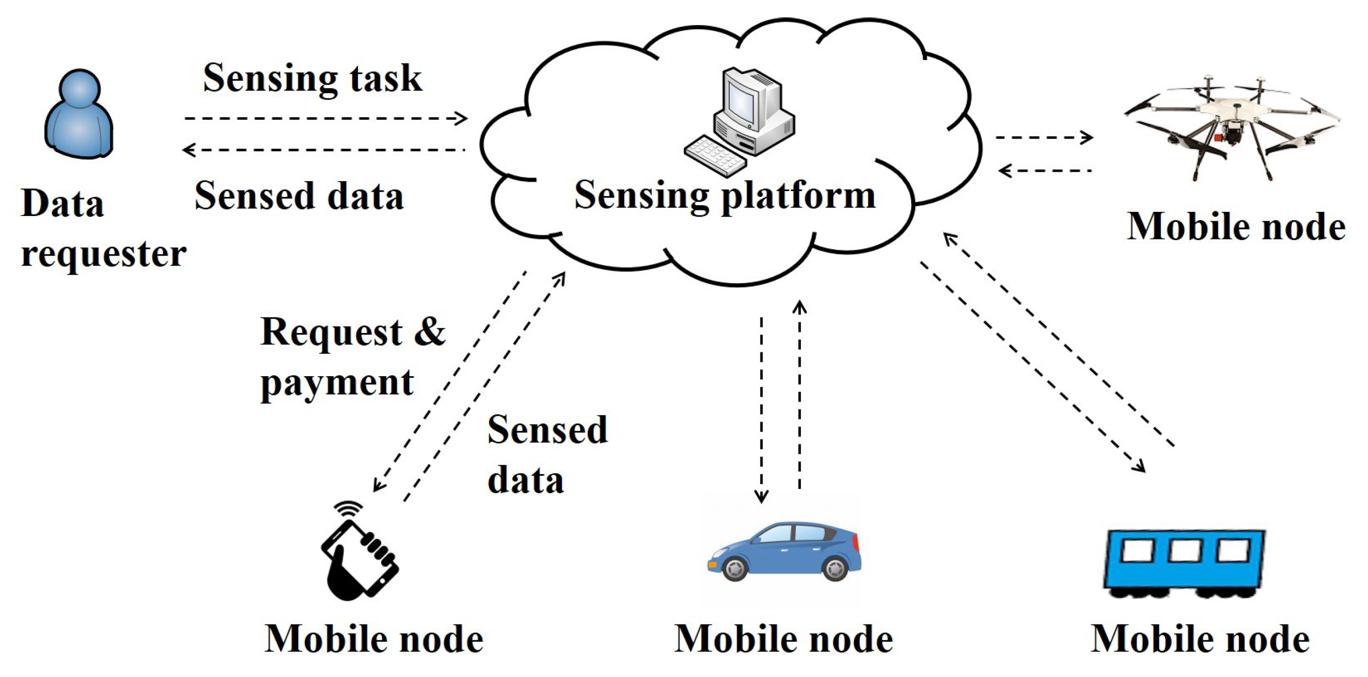 Sensing task
Sensed data
Data
requester
Sensing platform
Mobile node
Request &
payment
Sensed
data
Mobile node
Mobile node
Mobile node